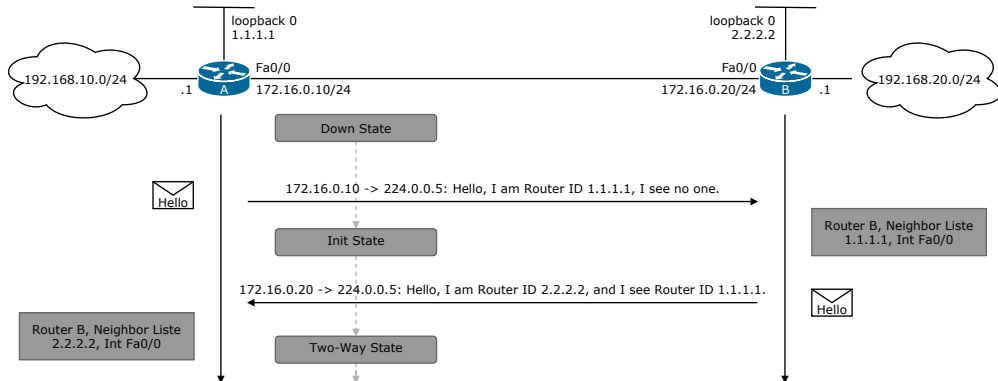 loopback 0
1.1.1.1
loopback 0
2.2.2.2
192.168.10.0/24
.1
A
Fa0/0
172.16.0.10/24
Fa0/0
172.16.0.20/24
B
.1
192.168.20.0/24
Down State
172.16.0.10 -> 224.0.0.5: Hello, I am Router ID 1.1.1.1, I see no one.
Hello
Router B, Neighbor Liste
1.1.1.1, Int Fa0/0
Init State
172.16.0.20 -> 224.0.0.5: Hello, I am Router ID 2.2.2.2, and I see Router ID 1.1.1.1.
Hello
Router B, Neighbor Liste
2.2.2.2, Int Fa0/0
Two-Way State